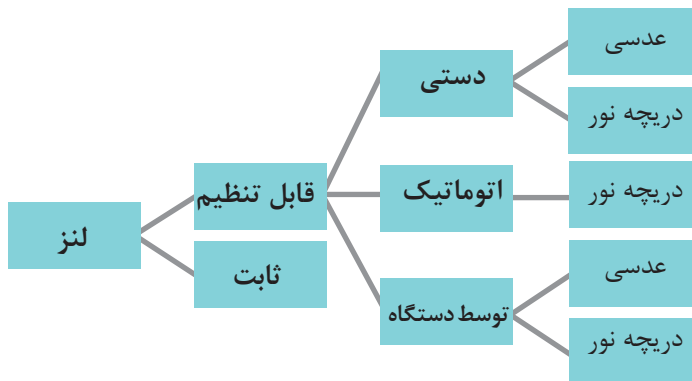 لنز
قابل تنظیم
ثابت
دستی
اتوماتیک
توسط دستگاه
عدسی
دریچه نور
دریچه نور
عدسی
دریچه نور